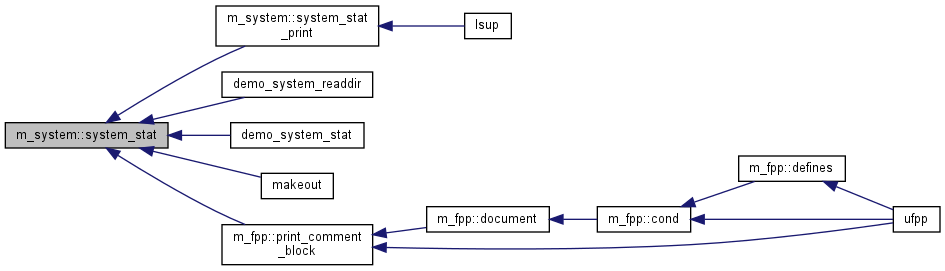 m_system::system_stat
_print
lsup
demo_system_readdir
m_system::system_stat
demo_system_stat
makeout
m_fpp::defines
m_fpp::document
m_fpp::cond
ufpp
m_fpp::print_comment
_block